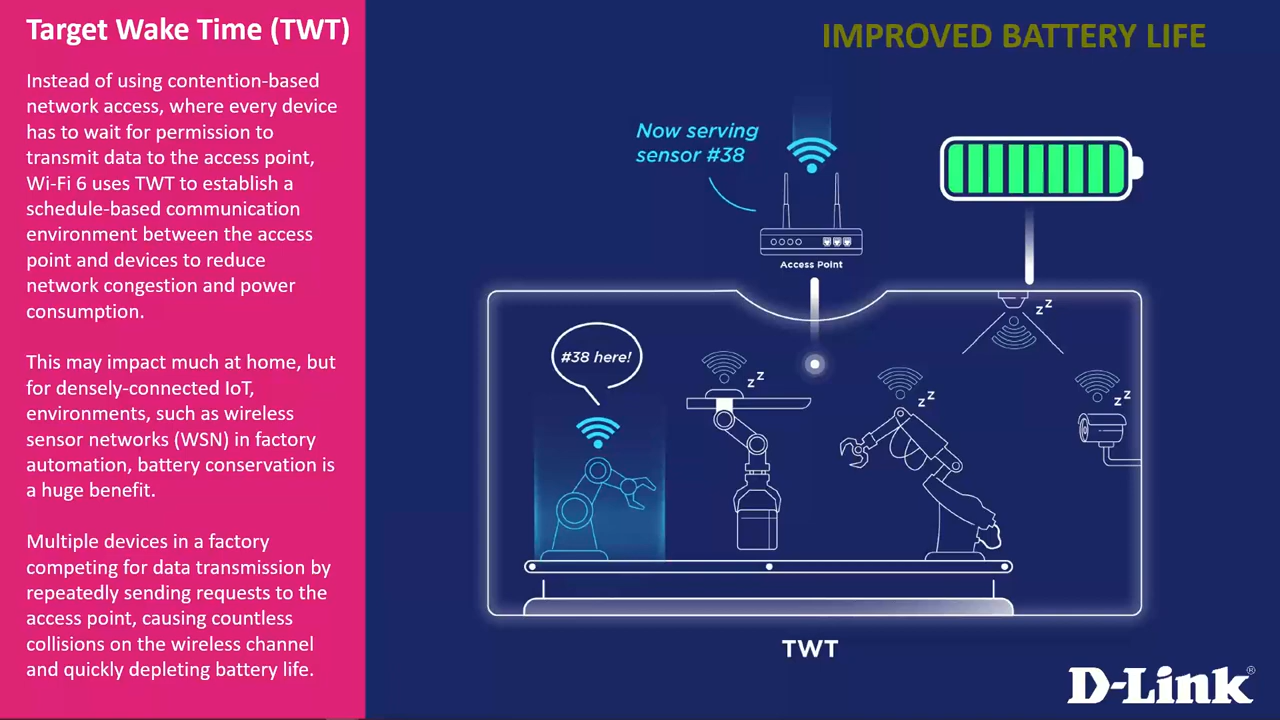 Target Wake Time (TWT)
IMPROVED BATTERY LIFE
Instead of using contention-based
network access, where every device
has to wait for permission to
transmit data to the access point,
Wi-Fi 6 uses TWT to establish a
schedule-based communication
environment between the access
point and devices to reduce
network congestion and power
consumption.
This may impact much at home, but
for densely-connected IoT,
environments, such as wireless
sensor networks (WSN) in factory
automation, battery conservation is
a huge benefit.
Multiple devices in a factory
competing for data transmission by
repeatedly sending requests to the
access point, causing countless
collisions on the wireless channel
and quickly depleting battery life.
Now serving
sensor #38
Access Point
#38 here!
z z
z z
z z
z z
TWT
D-Link®